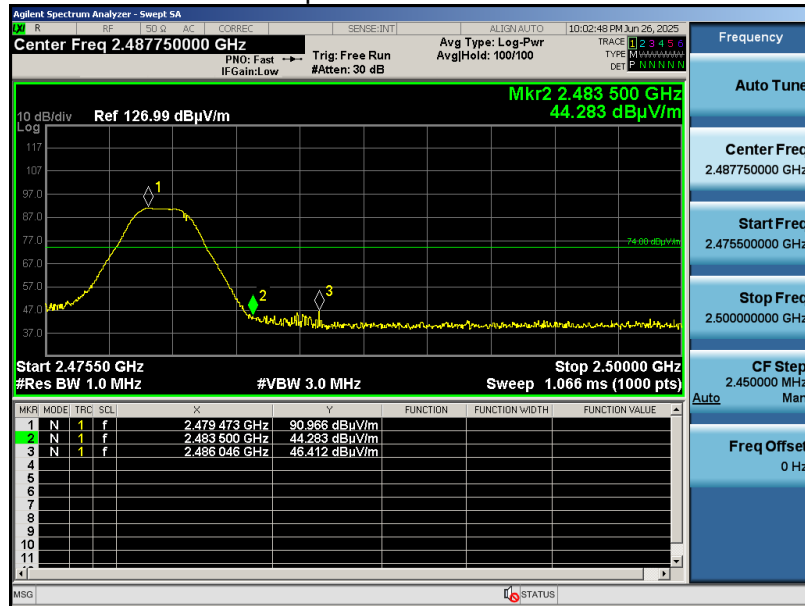 Agilent Spectrum Analyzer - Swept SA
LXI R RF 50 Ω AC CORREC SENSE:INT ALIGN AUTO 10:02:48 PM Jun 26, 2025
Center Freq 2.487750000 GHz
PNO: Fast
IFGain:Low
Trig: Free Run
#Atten: 30 dB
Avg Type: Log-Pwr
Avg|Hold: 100/100
TRACE 1 2 3 4 5 6
TYPE M W W W W W
DET P N N N N N
Mkr2 2.483 500 GHz
44.283 dBµV/m
10 dB/div Ref 126.99 dBµV/m
Log
117
107
97.0
87.0
77.0
67.0
57.0
47.0
37.0
1
2
3
74.00 dBµV/m
Start 2.47550 GHz Stop 2.50000 GHz
#Res BW 1.0 MHz #VBW 3.0 MHz Sweep 1.066 ms (1000 pts)
MKR MODE TRC SCL X Y FUNCTION FUNCTION WIDTH FUNCTION VALUE
1 N 1 f 2.479 473 GHz 90.966 dBµV/m
2 N 1 f 2.483 500 GHz 44.283 dBµV/m
3 N 1 f 2.486 046 GHz 46.412 dBµV/m
4
5
6
7
8
9
10
11
MSG STATUS
Frequency
Auto Tune
Center Freq
2.487750000 GHz
Start Freq
2.475500000 GHz
Stop Freq
2.500000000 GHz
CF Step
2.450000 MHz
Auto Man
Freq Offset
0 Hz